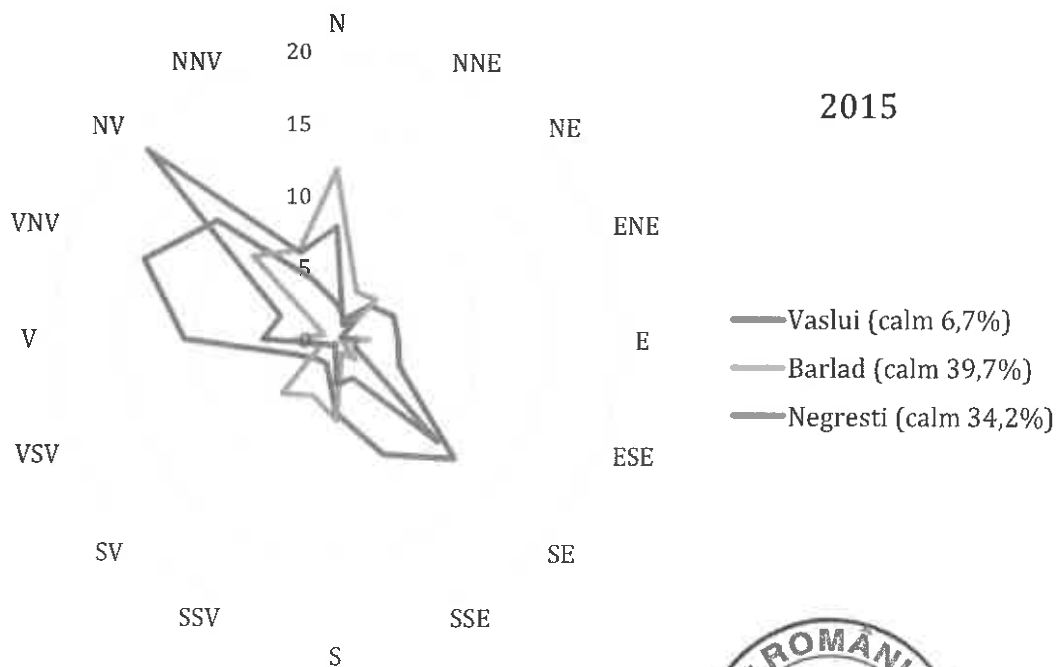 N
20
NNV
NNE
2015
15
NV
NE
10
VNV
ENE
5
Vaslui (calm 6,7%)
V
0
E
Barlad (calm 39,7%)
Negresti (calm 34,2%)
VSV
ESE
SV
SE
SSV
SSE
S